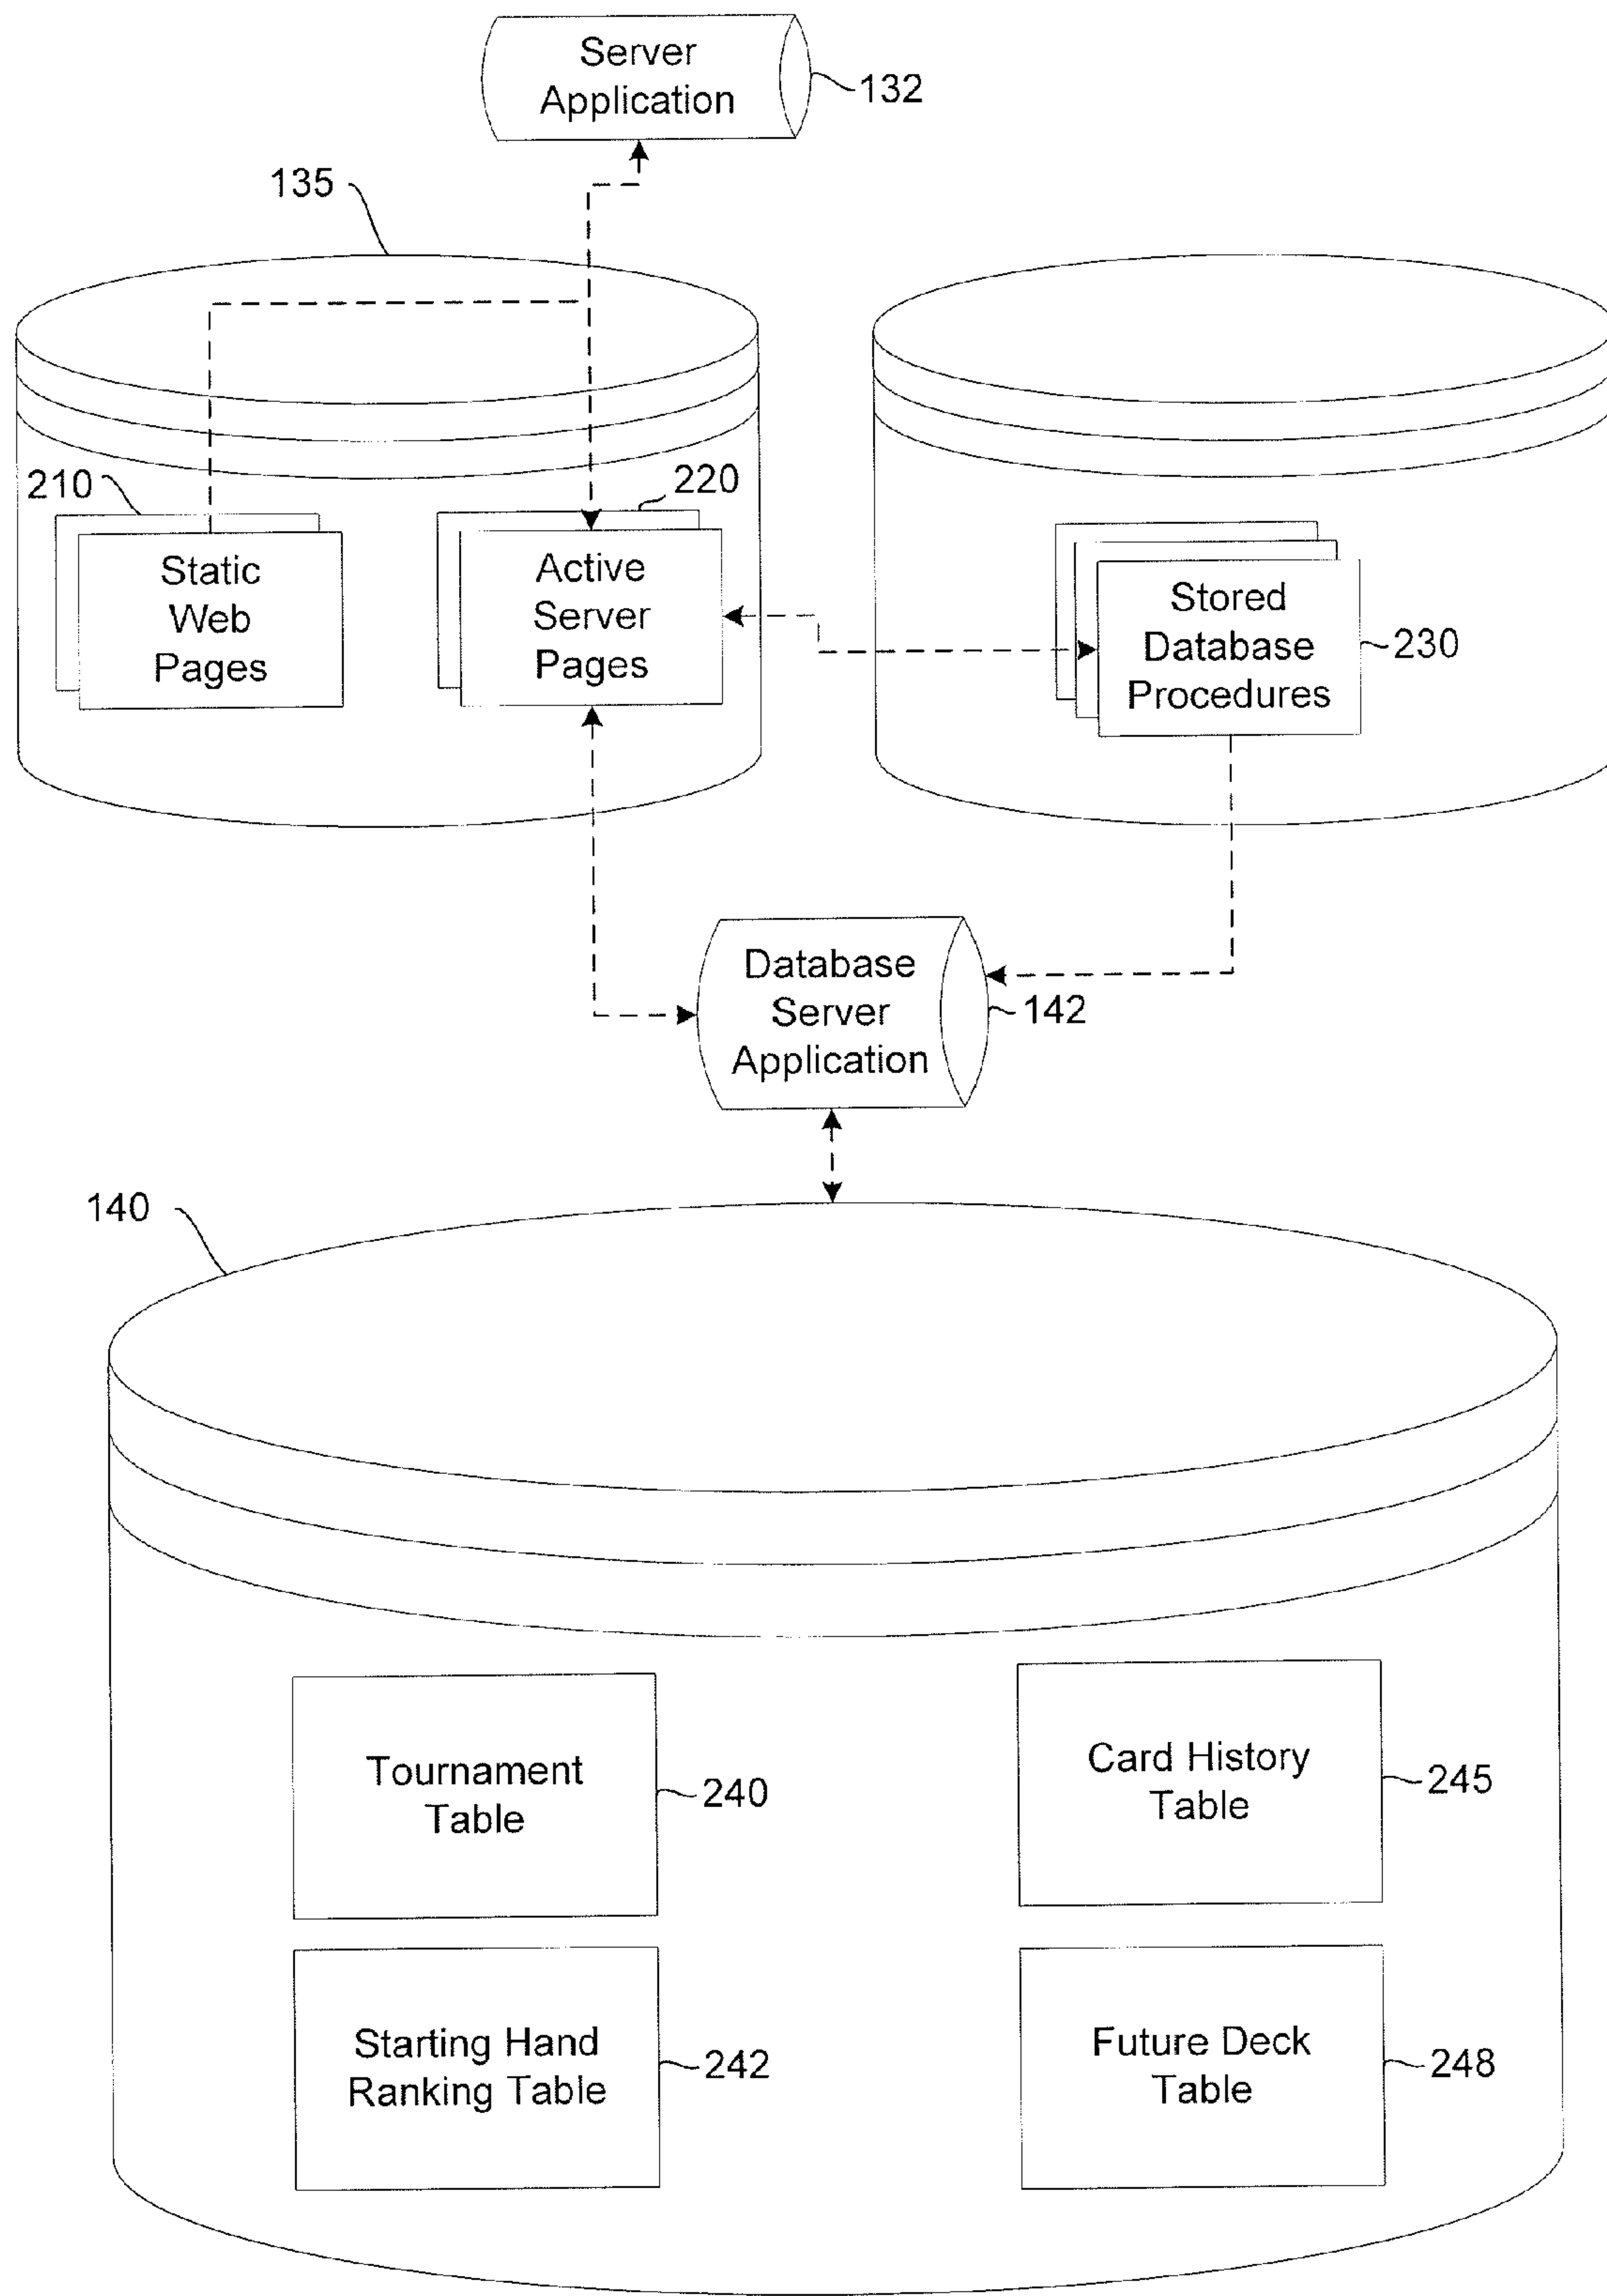 Server
Application
132
135
210
220
Static
Web
Pages
Active
Server
Pages
Stored
Database
Procedures
230
Database
Server
Application
142
140
Tournament
Table
240
Card History
Table
245
Starting Hand
Ranking Table
242
Future Deck
Table
248